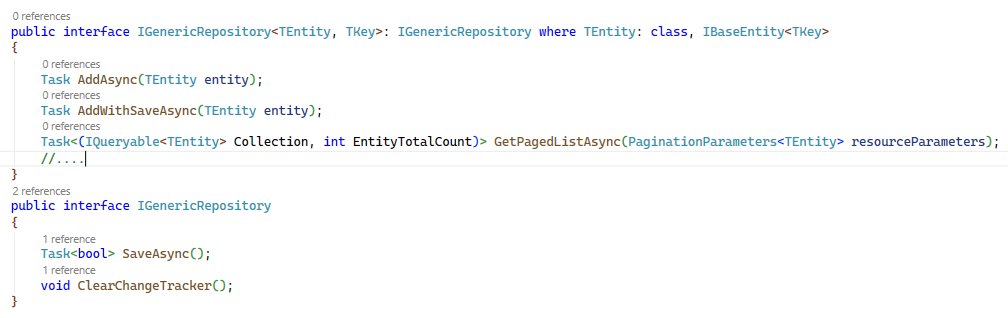 0 references
public interface IGenericRepository<TEntity, TKey>: IGenericRepository where TEntity: class, IBaseEntity<TKey>
{
0 references
Task AddAsync(TEntity entity);
0 references
Task AddWithSaveAsync(TEntity entity);
0 references
Task<(IQueryable<TEntity> Collection, int EntityTotalCount)> GetPagedListAsync(PaginationParameters<TEntity> resourceParameters);
//....
}
2 references
public interface IGenericRepository
{
1 reference
Task<bool> SaveAsync();
1 reference
void ClearChangeTracker();
}